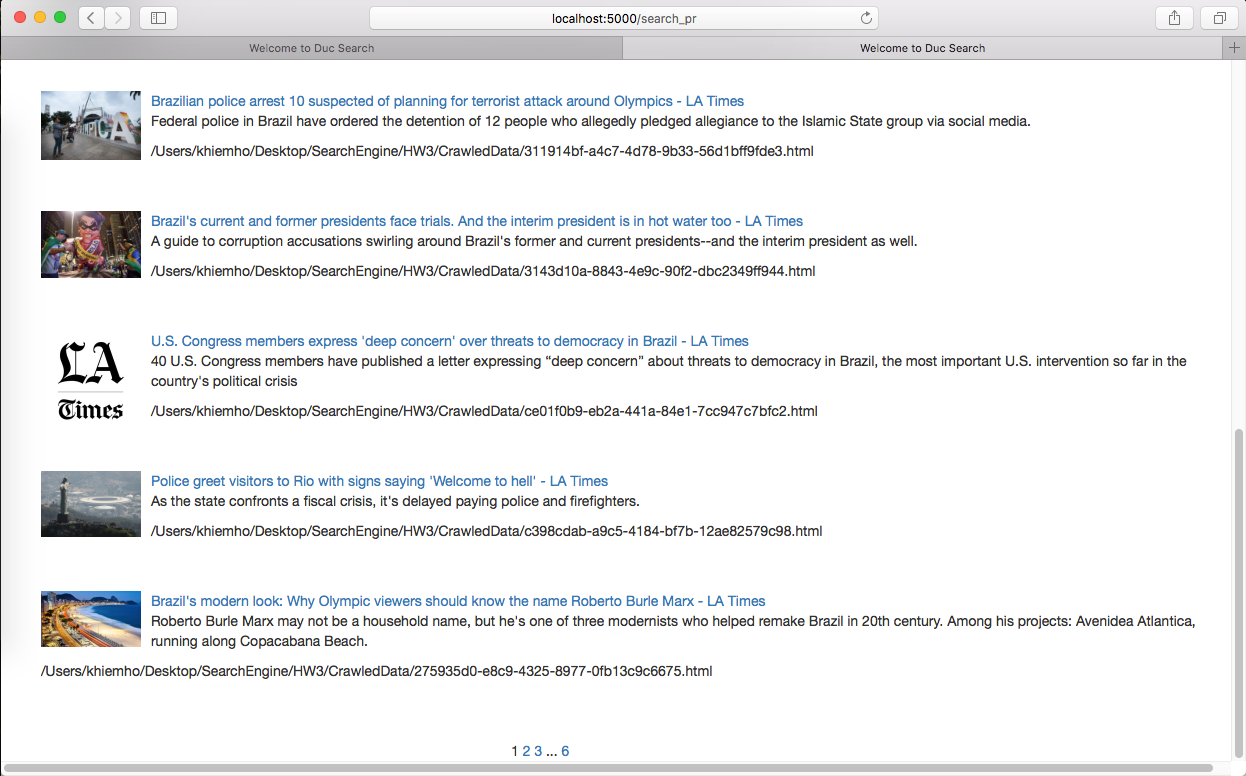 localhost:5000/search_pr
Welcome to Duc Search
Welcome to Duc Search
Brazilian police arrest 10 suspected of planning for terrorist attack around Olympics - LA Times
Federal police in Brazil have ordered the detention of 12 people who allegedly pledged allegiance to the Islamic State group via social media.
/Users/khiemho/Desktop/SearchEngine/HW3/CrawledData/311914bf-a4c7-4d78-9b33-56d1bff9fde3.html
Brazil's current and former presidents face trials. And the interim president is in hot water too - LA Times
A guide to corruption accusations swirling around Brazil's former and current presidents--and the interim president as well.
/Users/khiemho/Desktop/SearchEngine/HW3/CrawledData/3143d10a-8843-4e9c-90f2-dbc2349ff944.html
LA
Times
U.S. Congress members express 'deep concern' over threats to democracy in Brazil - LA Times
40 U.S. Congress members have published a letter expressing “deep concern” about threats to democracy in Brazil, the most important U.S. intervention so far in the
country's political crisis
/Users/khiemho/Desktop/SearchEngine/HW3/CrawledData/ce01f0b9-eb2a-441a-84e1-7cc947c7bfc2.html
Police greet visitors to Rio with signs saying 'Welcome to hell' - LA Times
As the state confronts a fiscal crisis, it's delayed paying police and firefighters.
/Users/khiemho/Desktop/SearchEngine/HW3/CrawledData/c398cdab-a9c5-4184-bf7b-12ae82579c98.html
Brazil's modern look: Why Olympic viewers should know the name Roberto Burle Marx - LA Times
Roberto Burle Marx may not be a household name, but he's one of three modernists who helped remake Brazil in 20th century. Among his projects: Avenidea Atlantica,
running along Copacabana Beach.
/Users/khiemho/Desktop/SearchEngine/HW3/CrawledData/275935d0-e8c9-4325-8977-0fb13c9c6675.html
1 2 3 ... 6